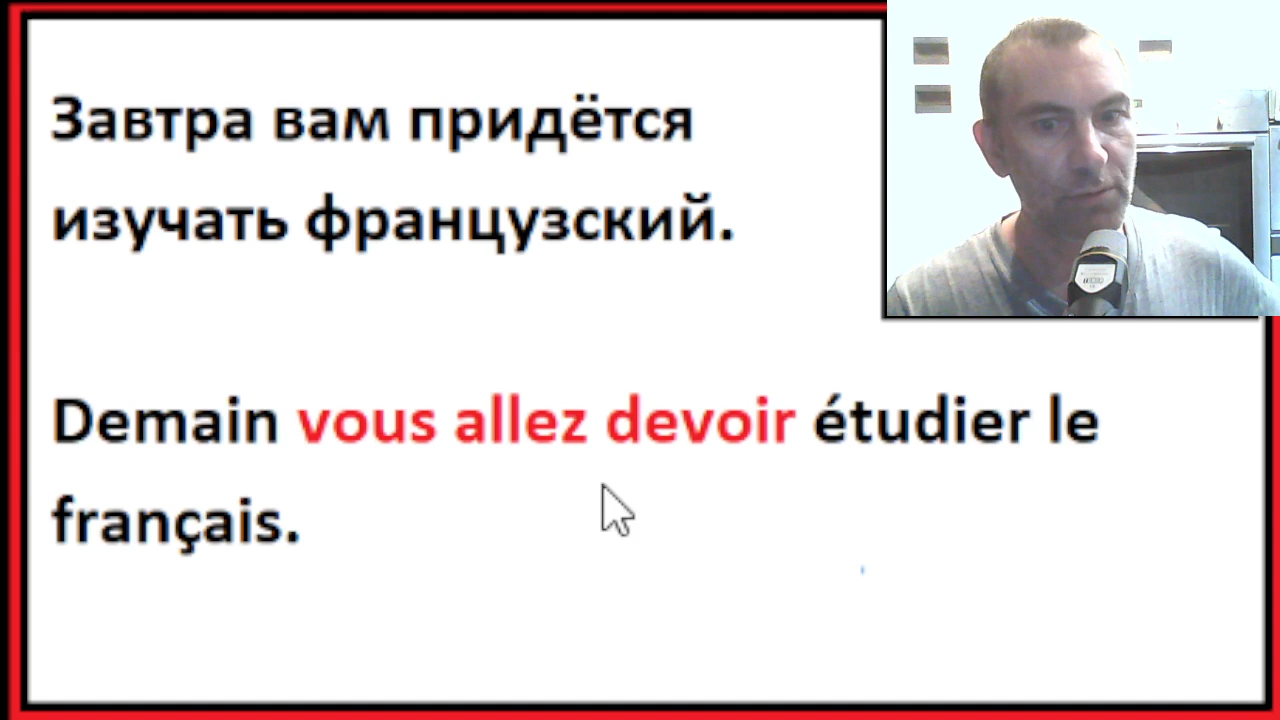 Завтра вам придётся
изучать французский.
Demain vous allez devoir étudier le
français.